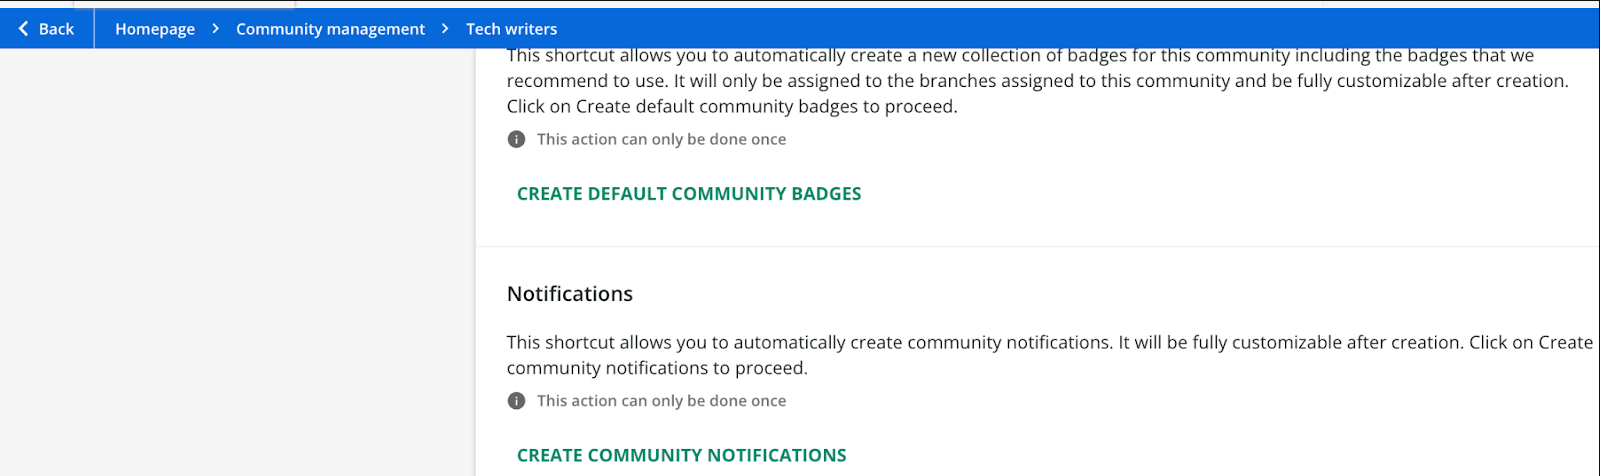 Back Homepage > Community management > Tech writers
This shortcut allows you to automatically create a new collection of badges for this community including the badges that we
recommend to use. It will only be assigned to the branches assigned to this community and be fully customizable after creation.
Click on Create default community badges to proceed.
This action can only be done once
CREATE DEFAULT COMMUNITY BADGES
Notifications
This shortcut allows you to automatically create community notifications. It will be fully customizable after creation. Click on Create
community notifications to proceed.
This action can only be done once
CREATE COMMUNITY NOTIFICATIONS